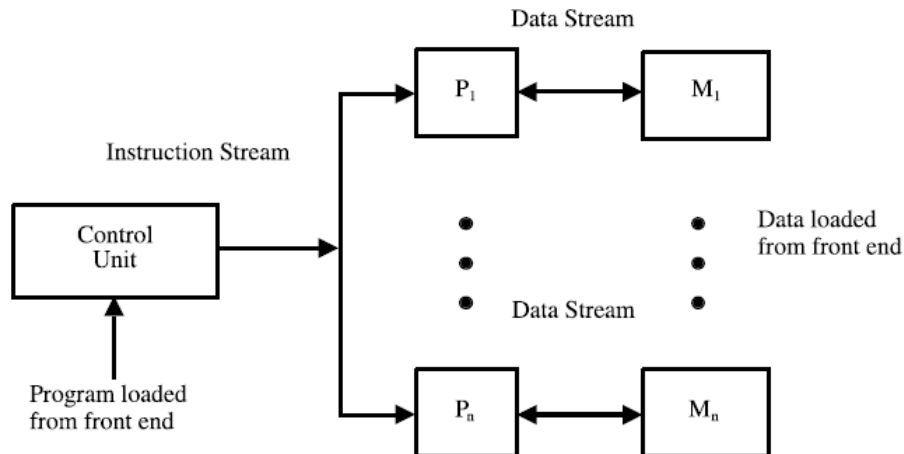 Data Stream
P₁
M₁
Instruction Stream
Control
Unit
Data loaded
from front end
Data Stream
Program loaded
from front end
Pₙ
Mₙ